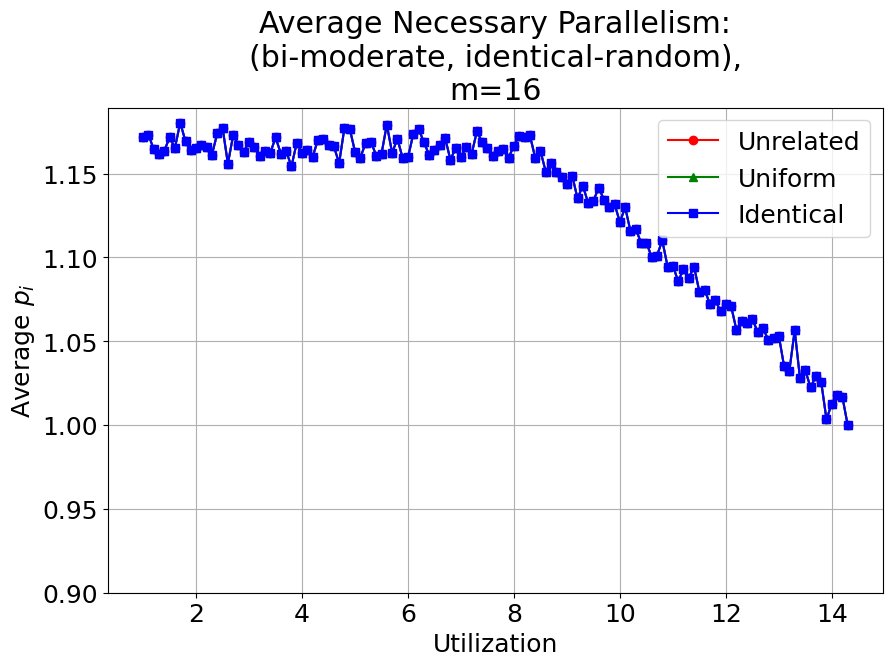 Average Necessary Parallelism:
(bi-moderate, identical-random),
m=16
Unrelated
Uniform
Identical
Average $p_i$
1.15
1.10
1.05
1.00
0.95
0.90
2 4 6 8 10 12 14
Utilization